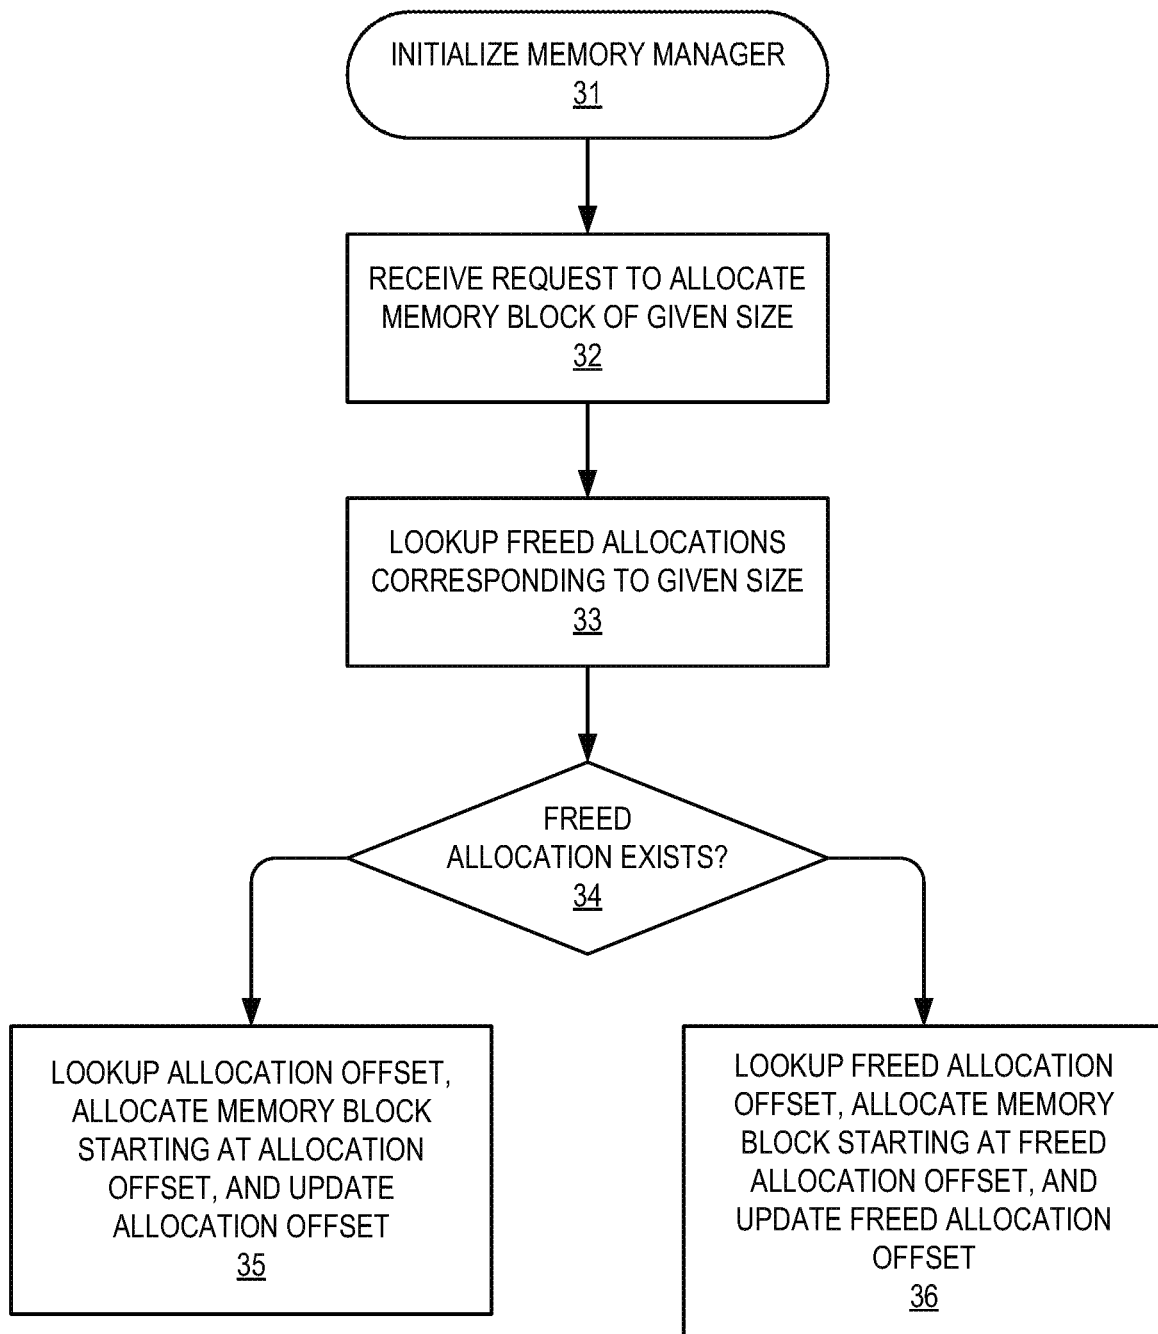 INITIALIZE MEMORY MANAGER
31
RECEIVE REQUEST TO ALLOCATE
MEMORY BLOCK OF GIVEN SIZE
32
LOOKUP FREED ALLOCATIONS
CORRESPONDING TO GIVEN SIZE
33
FREED
ALLOCATION EXISTS?
34
LOOKUP ALLOCATION OFFSET,
ALLOCATE MEMORY BLOCK
STARTING AT ALLOCATION
OFFSET, AND UPDATE
ALLOCATION OFFSET
35
LOOKUP FREED ALLOCATION
OFFSET, ALLOCATE MEMORY
BLOCK STARTING AT FREED
ALLOCATION OFFSET, AND
UPDATE FREED ALLOCATION
OFFSET
36